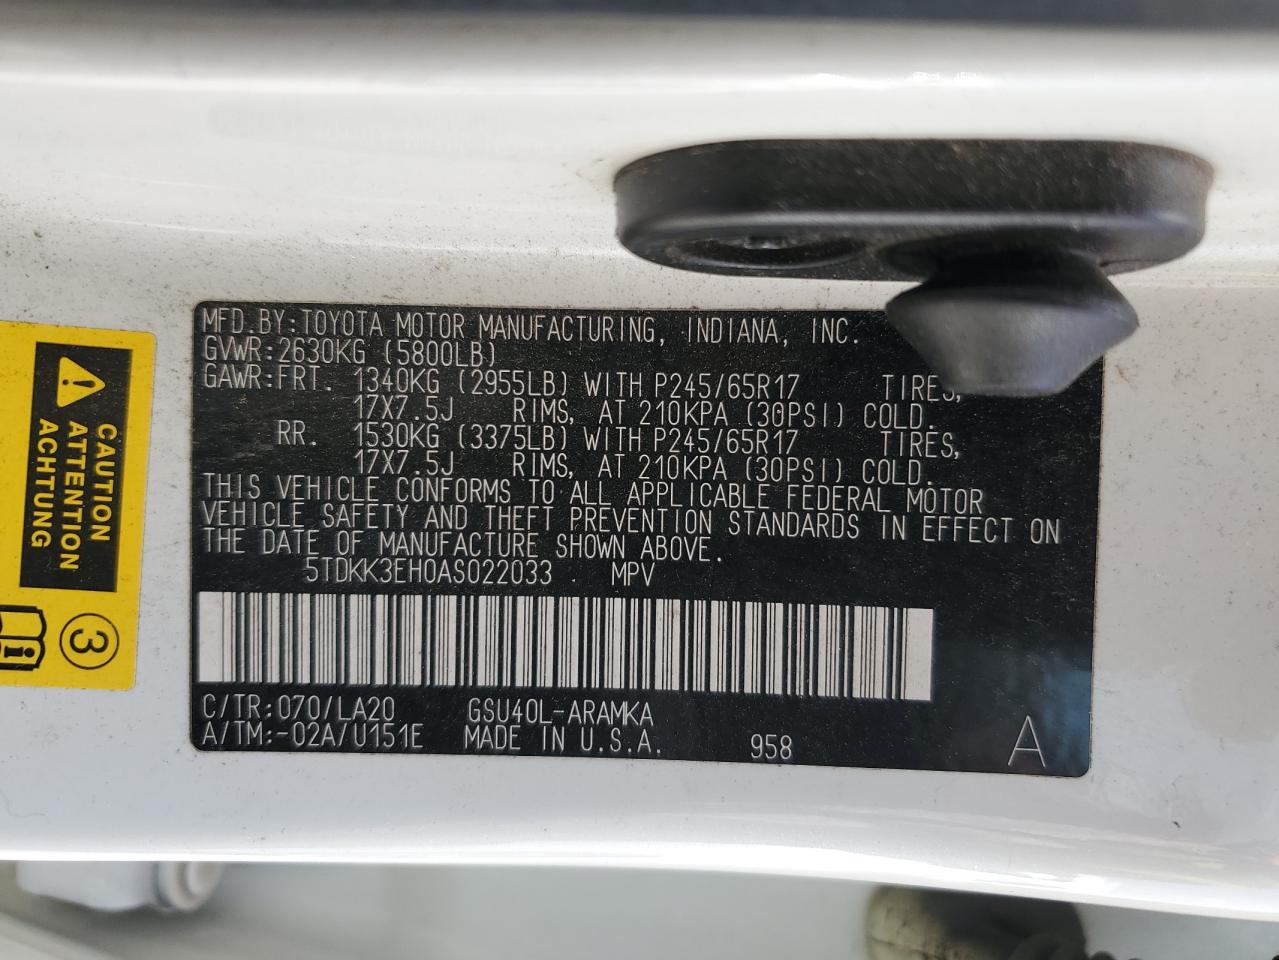 MFD.BY:TOYOTA MOTOR MANUFACTURING, INDIANA, INC.
GVWR:2630KG (5800LB)
GAWR:FRT. 1340KG (2955LB) WITH P245/65R17 TIRES,
17X7.5J RIMS, AT 210KPA (30PSI) COLD.
RR. 1530KG (3375LB) WITH P245/65R17 TIRES,
17X7.5J RIMS, AT 210KPA (30PSI) COLD.
THIS VEHICLE CONFORMS TO ALL APPLICABLE FEDERAL MOTOR
VEHICLE SAFETY AND THEFT PREVENTION STANDARDS IN EFFECT ON
THE DATE OF MANUFACTURE SHOWN ABOVE.
5TDKK3EH0AS022033 MPV
C/TR:070/LA20 GSU40L-ARAMKA
A/TM:-02A/U151E MADE IN U.S.A. 958 A
CAUTION
ATTENTION
ACHTUNG
3